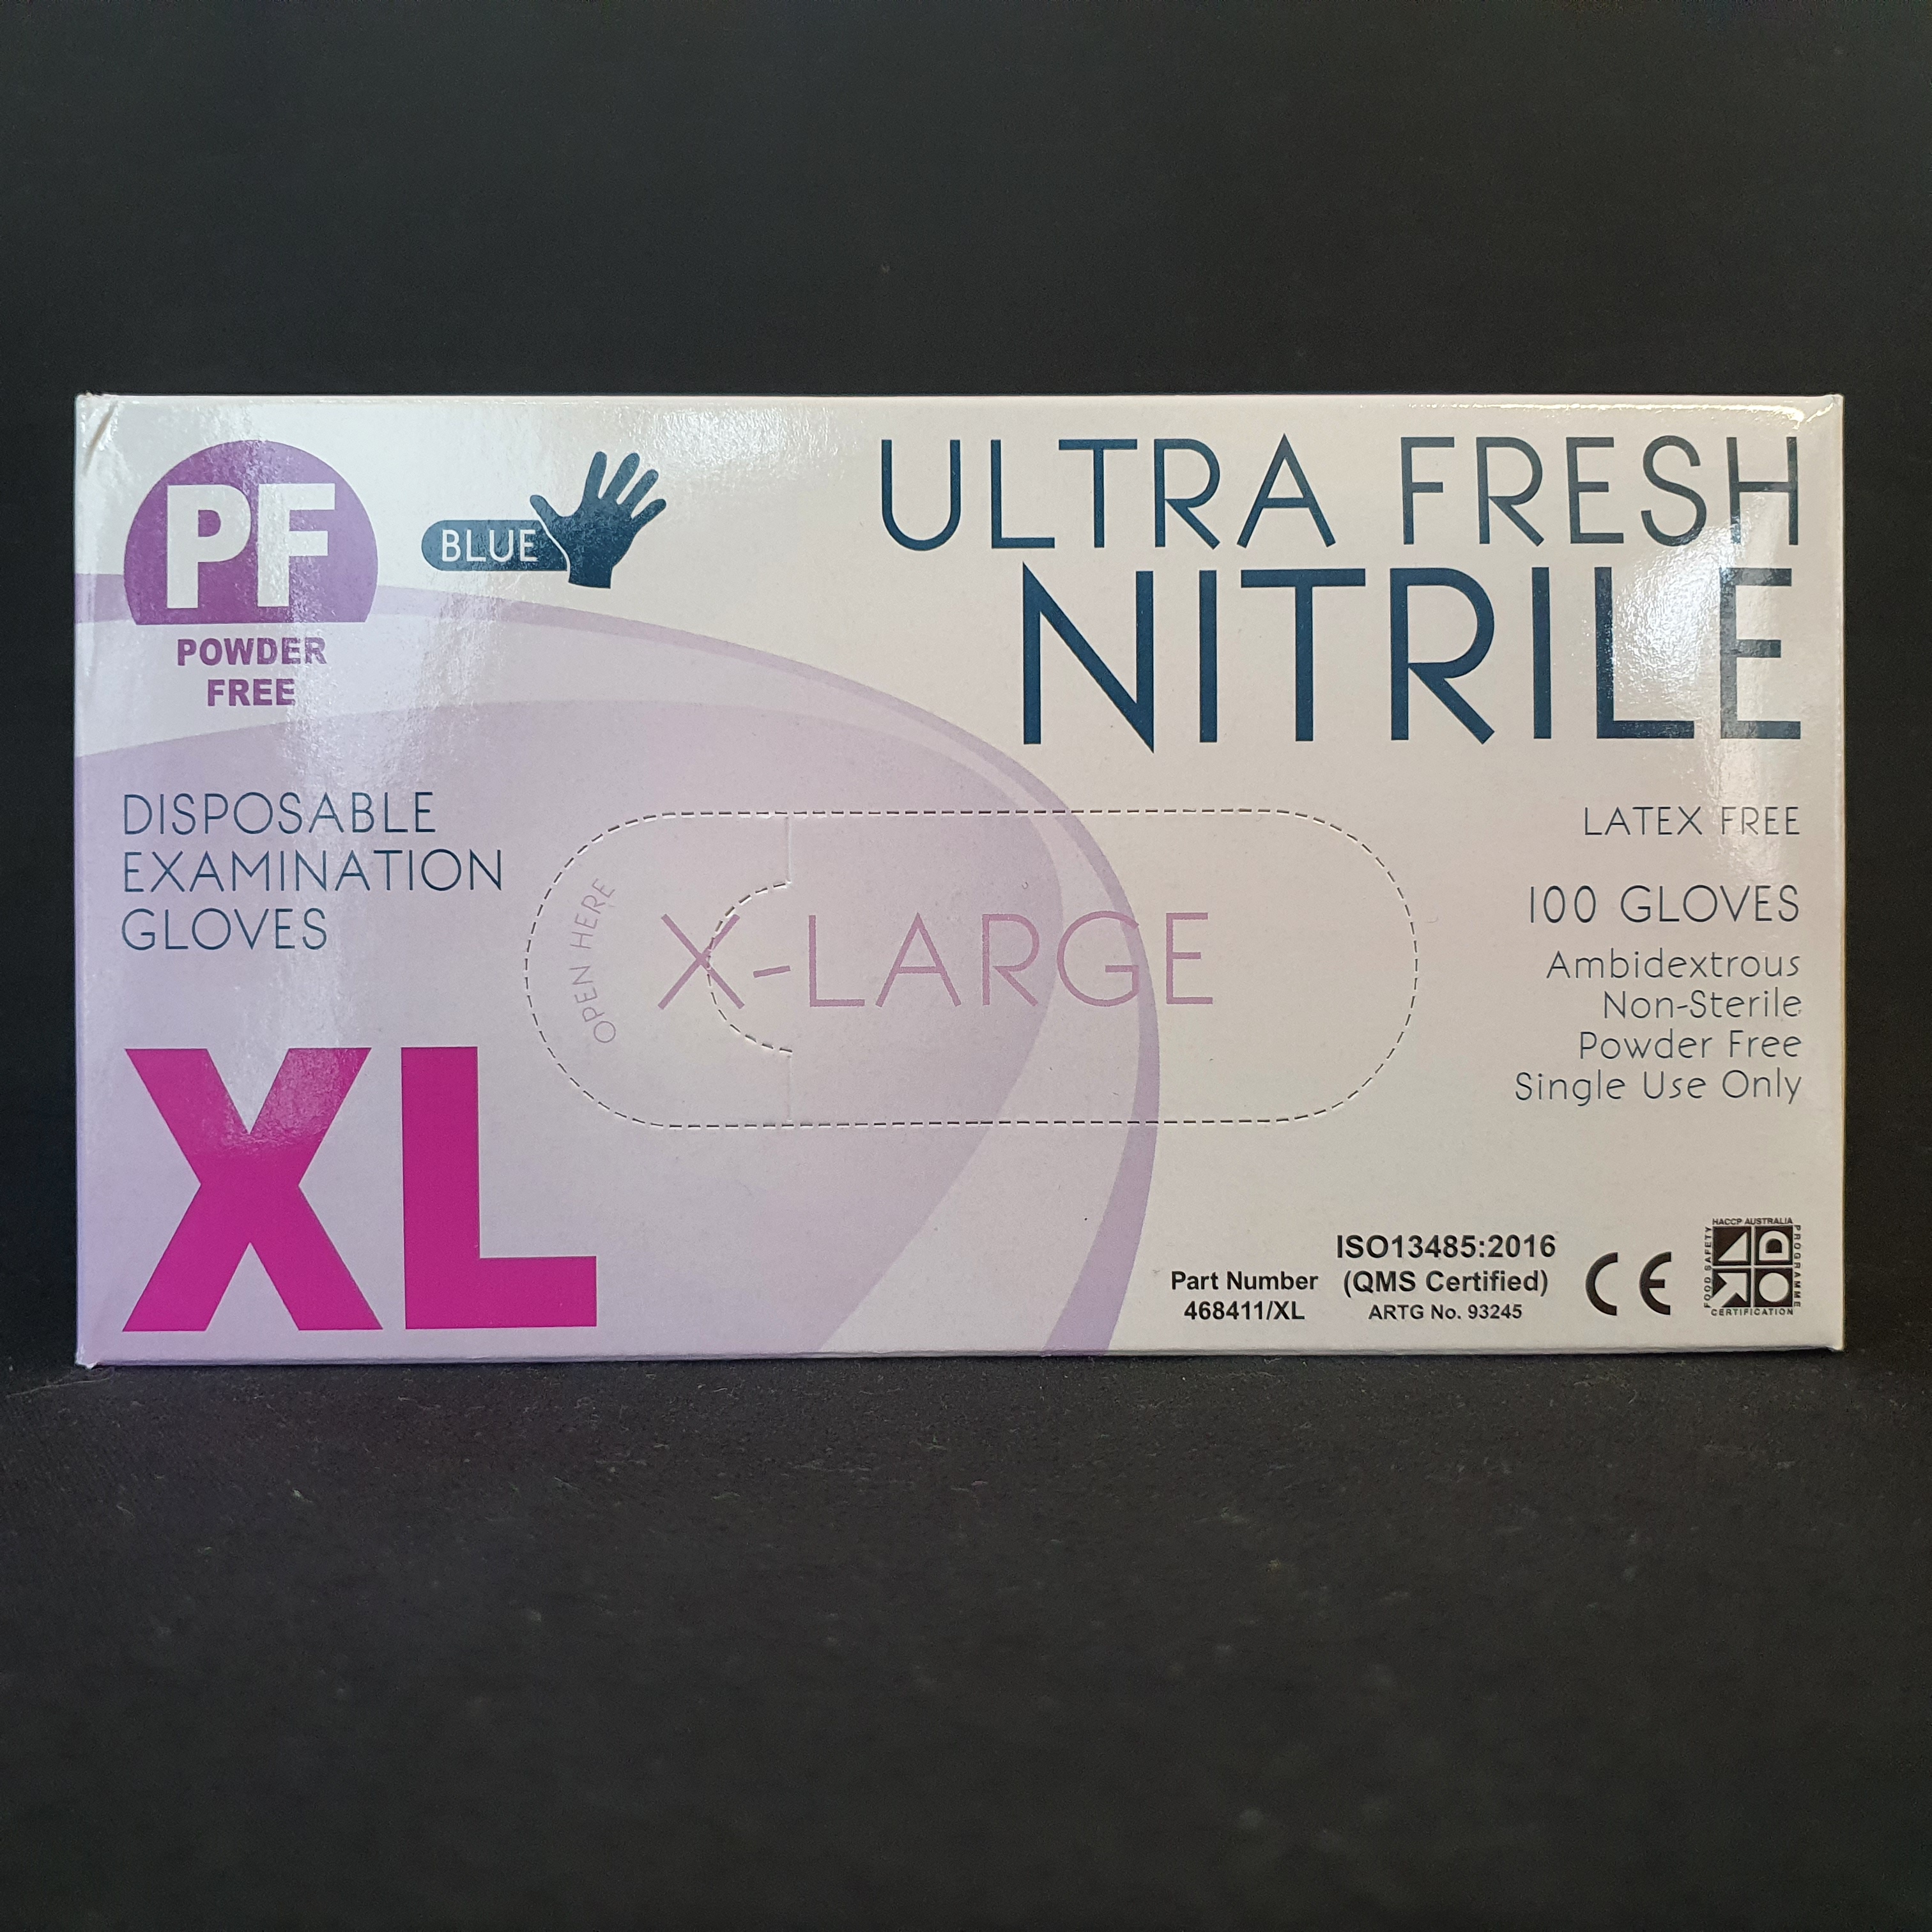 PF
POWDER
FREE
BLUE
ULTRA FRESH
NITRILE
DISPOSABLE
EXAMINATION
GLOVES
OPEN HERE
X-LARGE
XL
LATEX FREE
100 GLOVES
Ambidextrous
Non-Sterile
Powder Free
Single Use Only
Part Number
468411/XL
ISO13485:2016
(QMS Certified)
ARTG No. 93245
CE
HACCP AUSTRALIA
FOOD SAFETY
PROGRAMME
CERTIFICATION